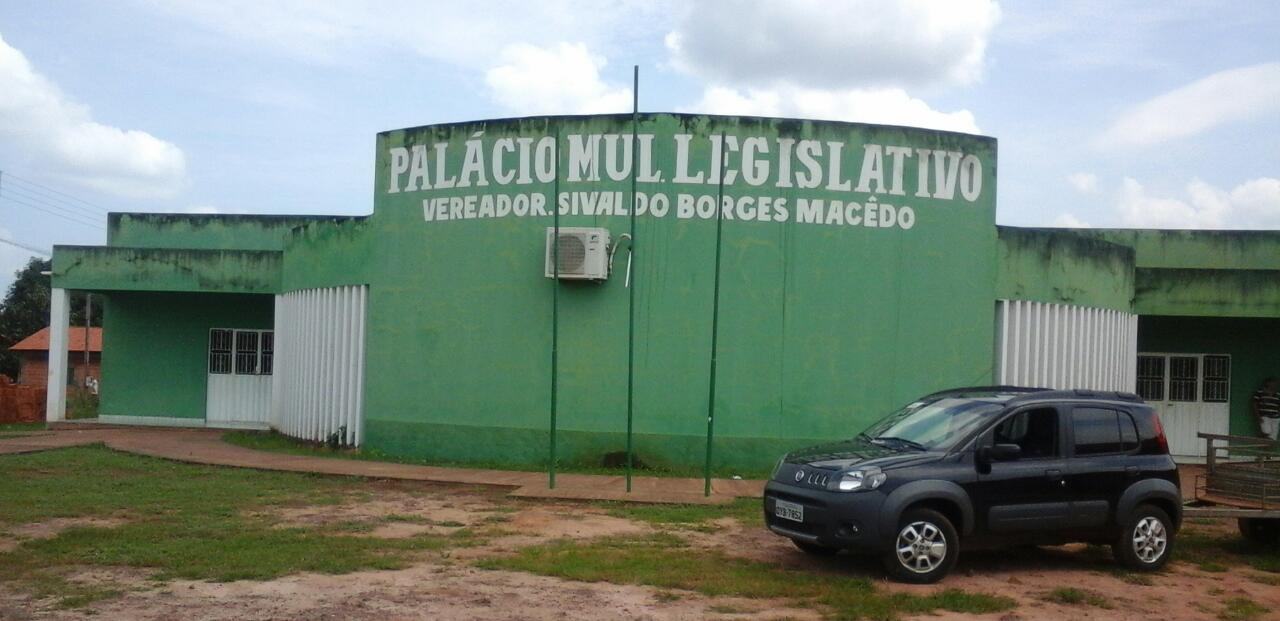 PALÁCIO MUL. LEGISLATIVO
VEREADOR. SIVALDO BORGES MACÊDO